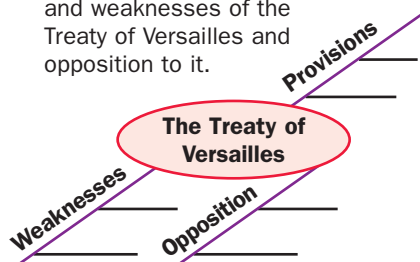 and weaknesses of the
Treaty of Versailles and
opposition to it.
Provisions
The Treaty of
Versailles
Weaknesses
Opposition